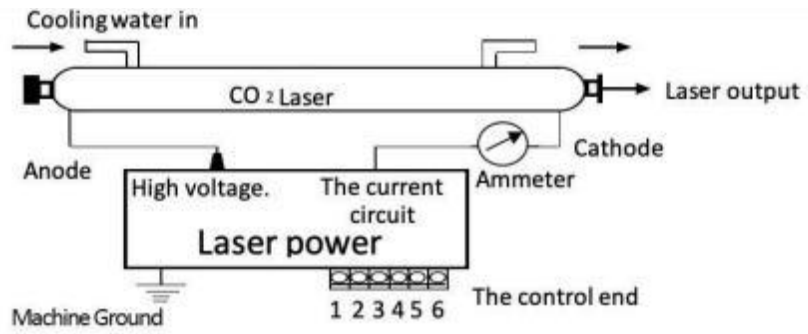 Cooling water in
CO 2 Laser
Laser output
Anode
Cathode
Ammeter
High voltage.
The current
circuit
Laser power
1 2 3 4 5 6
The control end
Machine Ground